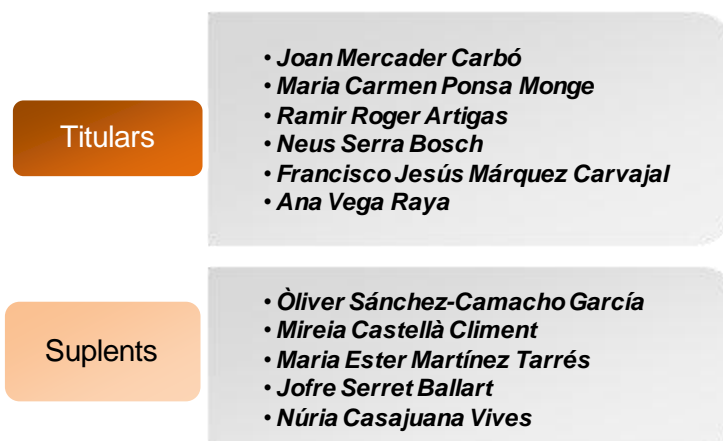 Titulars
• Joan Mercader Carbó
• Maria Carmen Ponsa Monge
• Ramir Roger Artigas
• Neus Serra Bosch
• Francisco Jesús Márquez Carvajal
• Ana Vega Raya
Suplents
• Òliver Sánchez-Camacho García
• Mireia Castellà Climent
• Maria Ester Martínez Tarrés
• Jofre Serret Ballart
• Núria Casajuana Vives